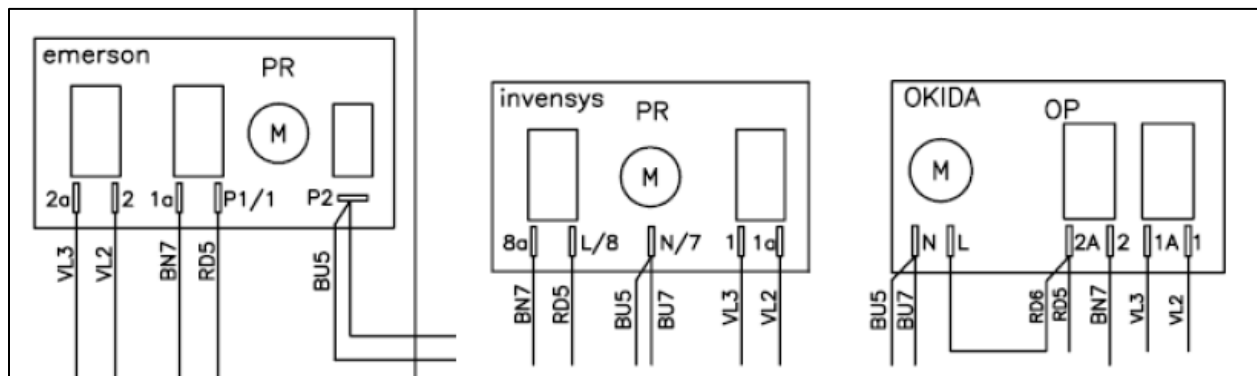 emerson
PR
M
2a 2 1a P1/1 P2
VL3 VL2 BN7 RD5 BU5
invensys
PR
M
8a L/8 N/7 1 1a
BN7 RD5 BU5 BU7 VL3 VL2
OKIDA
OP
M
N L 2A 2 1A 1
BU5 BU7 RD6 RD5 BN7 VL3 VL2